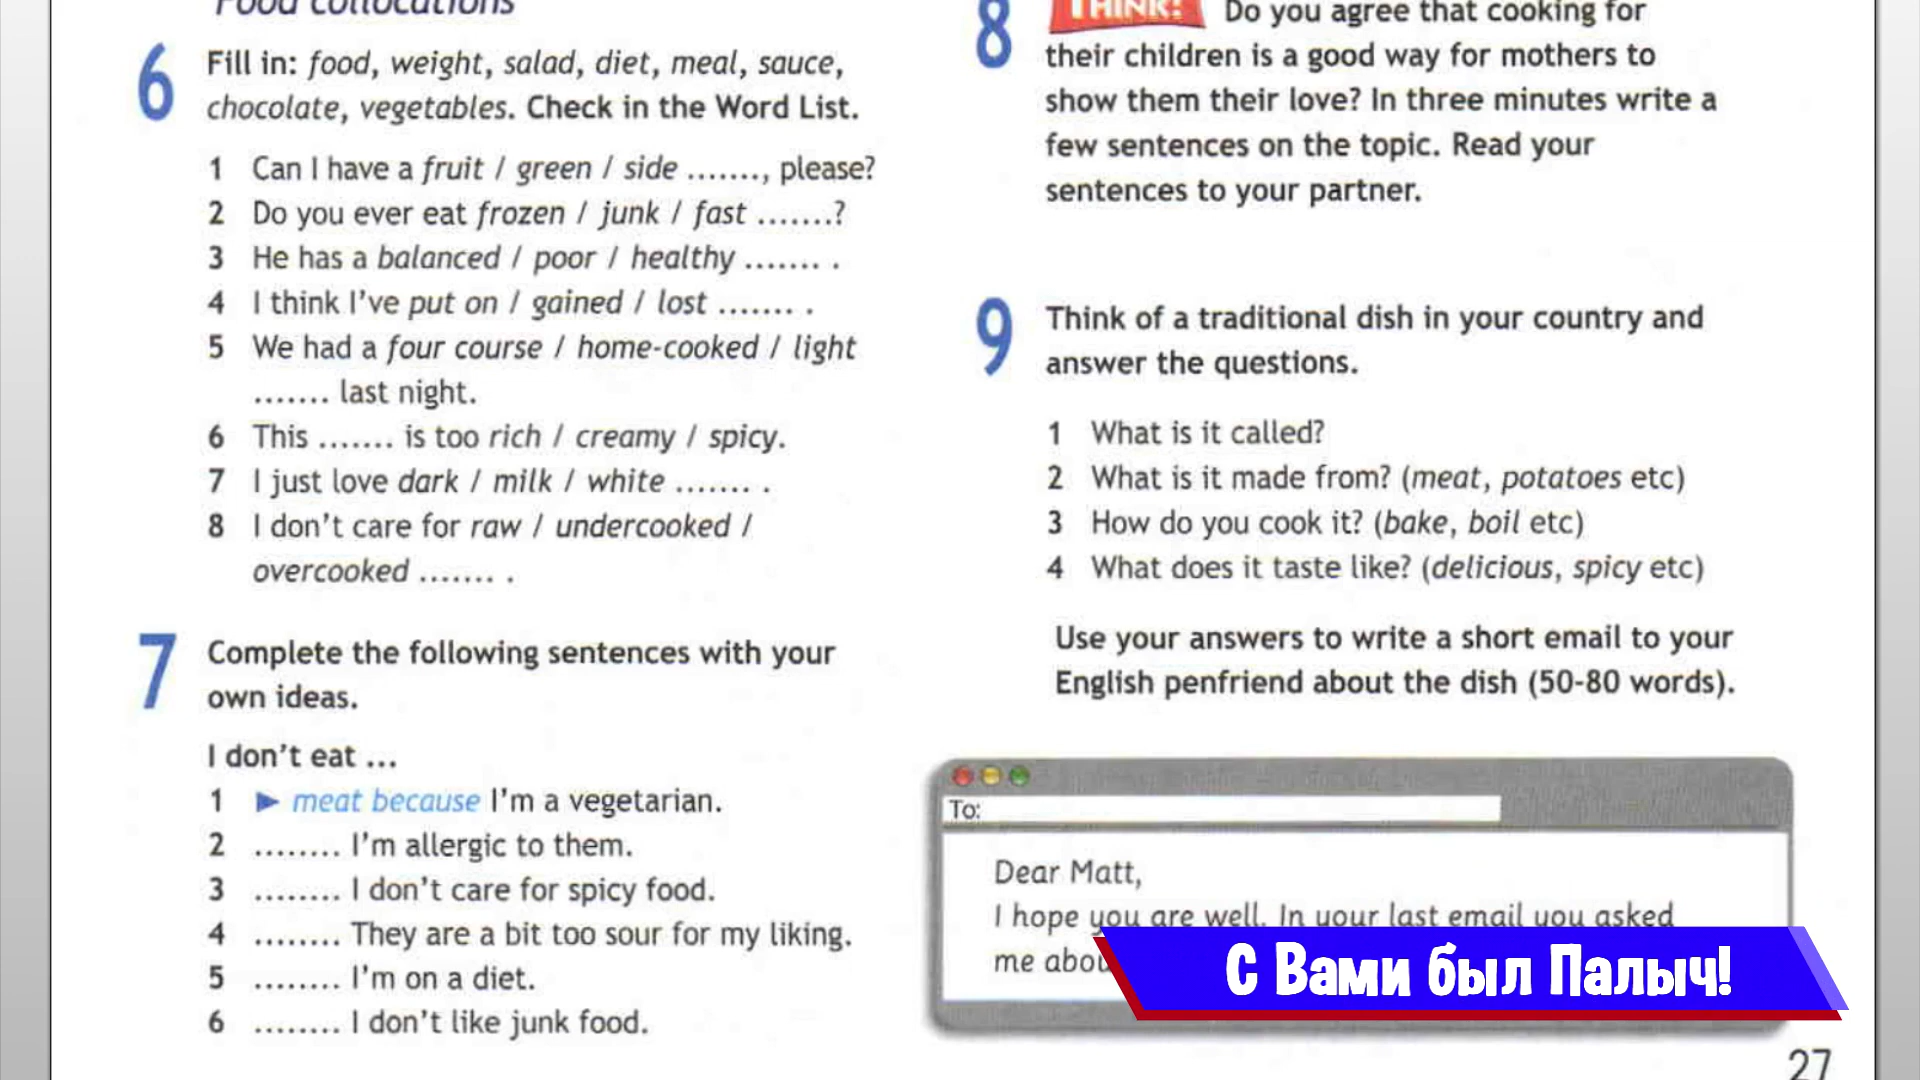 Food collocations
6 Fill in: food, weight, salad, diet, meal, sauce,
chocolate, vegetables. Check in the Word List.
1 Can I have a fruit / green / side ......., please?
2 Do you ever eat frozen / junk / fast .......?
3 He has a balanced / poor / healthy ....... .
4 I think I've put on / gained / lost ....... .
5 We had a four course / home-cooked / light
....... last night.
6 This ....... is too rich / creamy / spicy.
7 I just love dark / milk / white ....... .
8 I don't care for raw / undercooked /
overcooked ....... .
7 Complete the following sentences with your
own ideas.
I don't eat ...
1 ► meat because I'm a vegetarian.
2 ........ I'm allergic to them.
3 ........ I don't care for spicy food.
4 ........ They are a bit too sour for my liking.
5 ........ I'm on a diet.
6 ........ I don't like junk food.
8 THINK! Do you agree that cooking for
their children is a good way for mothers to
show them their love? In three minutes write a
few sentences on the topic. Read your
sentences to your partner.
9 Think of a traditional dish in your country and
answer the questions.
1 What is it called?
2 What is it made from? (meat, potatoes etc)
3 How do you cook it? (bake, boil etc)
4 What does it taste like? (delicious, spicy etc)
Use your answers to write a short email to your
English penfriend about the dish (50-80 words).
To:
Dear Matt,
I hope you are well. In your last email you asked
me
С Вами был Палыч!
27